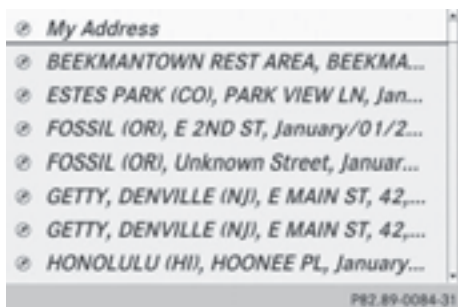 My Address
BEEKMANTOWN REST AREA, BEEKMA...
ESTES PARK (CO), PARK VIEW LN, Jan...
FOSSIL (OR), E 2ND ST, January/01/2...
FOSSIL (OR), Unknown Street, Januar...
GETTY, DENVILLE (NJ), E MAIN ST, 42,...
GETTY, DENVILLE (NJ), E MAIN ST, 42,...
HONOLULU (HI), HOONEE PL, January...
P82.89-0084-31